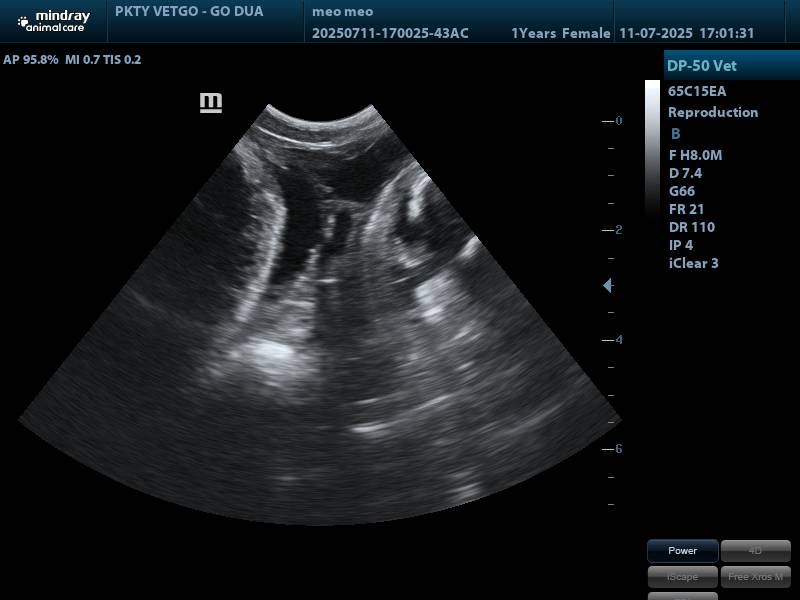 mindray
animal care
PKTY VETGO - GO DUA
meo meo
20250711-170025-43AC 1Years Female 11-07-2025 17:01:31
AP 95.8% MI 0.7 TIS 0.2
DP-50 Vet
65C15EA
Reproduction
B
F H8.0M
D 7.4
G66
FR 21
DR 110
IP 4
iClear 3
m
0
2
4
6
Power 4D
iScape Free Xros M